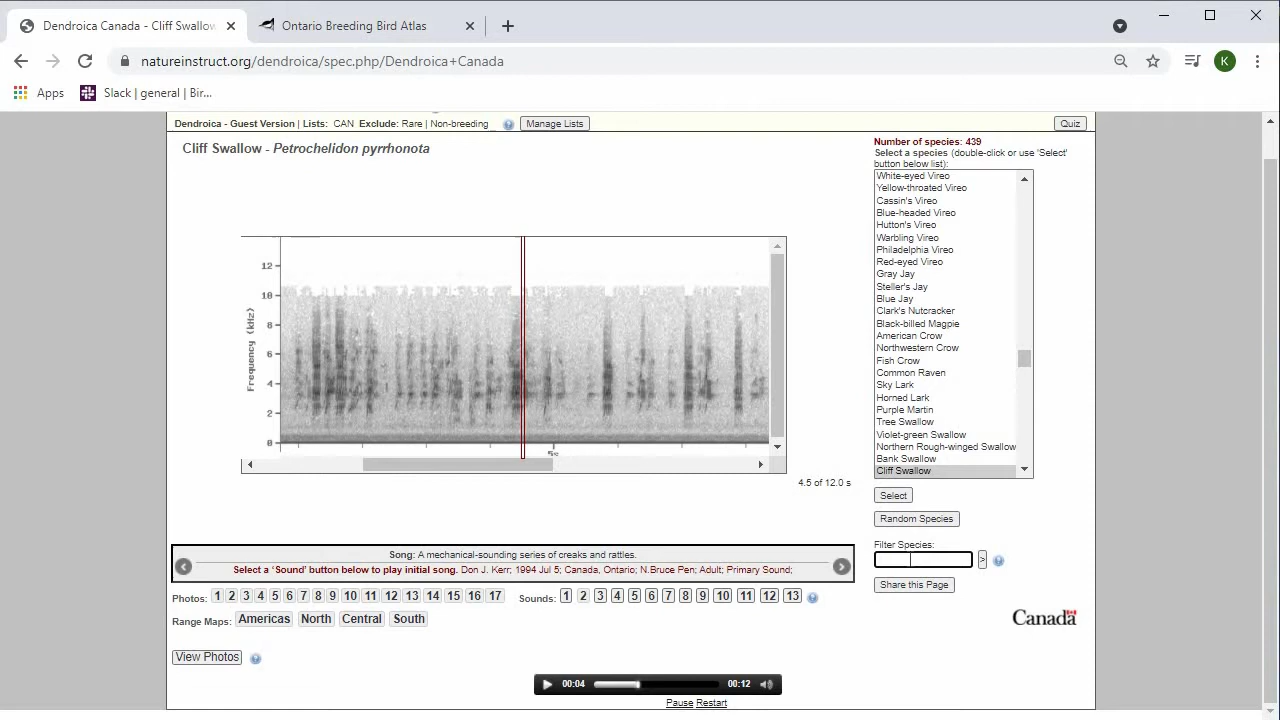 Dendroica Canada - Cliff Swallow
Ontario Breeding Bird Atlas
natureinstruct.org/dendroica/spec.php/Dendroica+Canada
K
Apps
Slack | general | Bir...
Dendroica - Guest Version | Lists: CAN Exclude: Rare | Non-breeding
Manage Lists
Quiz
Cliff Swallow - Petrochelidon pyrrhonota
Number of species: 439
Select a species (double-click or use 'Select'
button below list):
White-eyed Vireo
Yellow-throated Vireo
Cassin's Vireo
Blue-headed Vireo
Hutton's Vireo
Warbling Vireo
Philadelphia Vireo
Red-eyed Vireo
Gray Jay
Steller's Jay
Blue Jay
Clark's Nutcracker
Black-billed Magpie
American Crow
Northwestern Crow
Fish Crow
Common Raven
Sky Lark
Horned Lark
Purple Martin
Tree Swallow
Violet-green Swallow
Northern Rough-winged Swallow
Bank Swallow
Cliff Swallow
Frequency (kHz)
12
10
8
6
4
2
0
5s
4.5 of 12.0 s
Select
Random Species
Filter Species:
>
Share this Page
Song: A mechanical-sounding series of creaks and rattles.
Select a 'Sound' button below to play initial song. Don J. Kerr; 1994 Jul 5; Canada, Ontario; N.Bruce Pen; Adult; Primary Sound;
Photos: 1 2 3 4 5 6 7 8 9 10 11 12 13 14 15 16 17 Sounds: 1 2 3 4 5 6 7 8 9 10 11 12 13
Range Maps: Americas North Central South
Canada
View Photos
00:04 00:12
Pause Restart